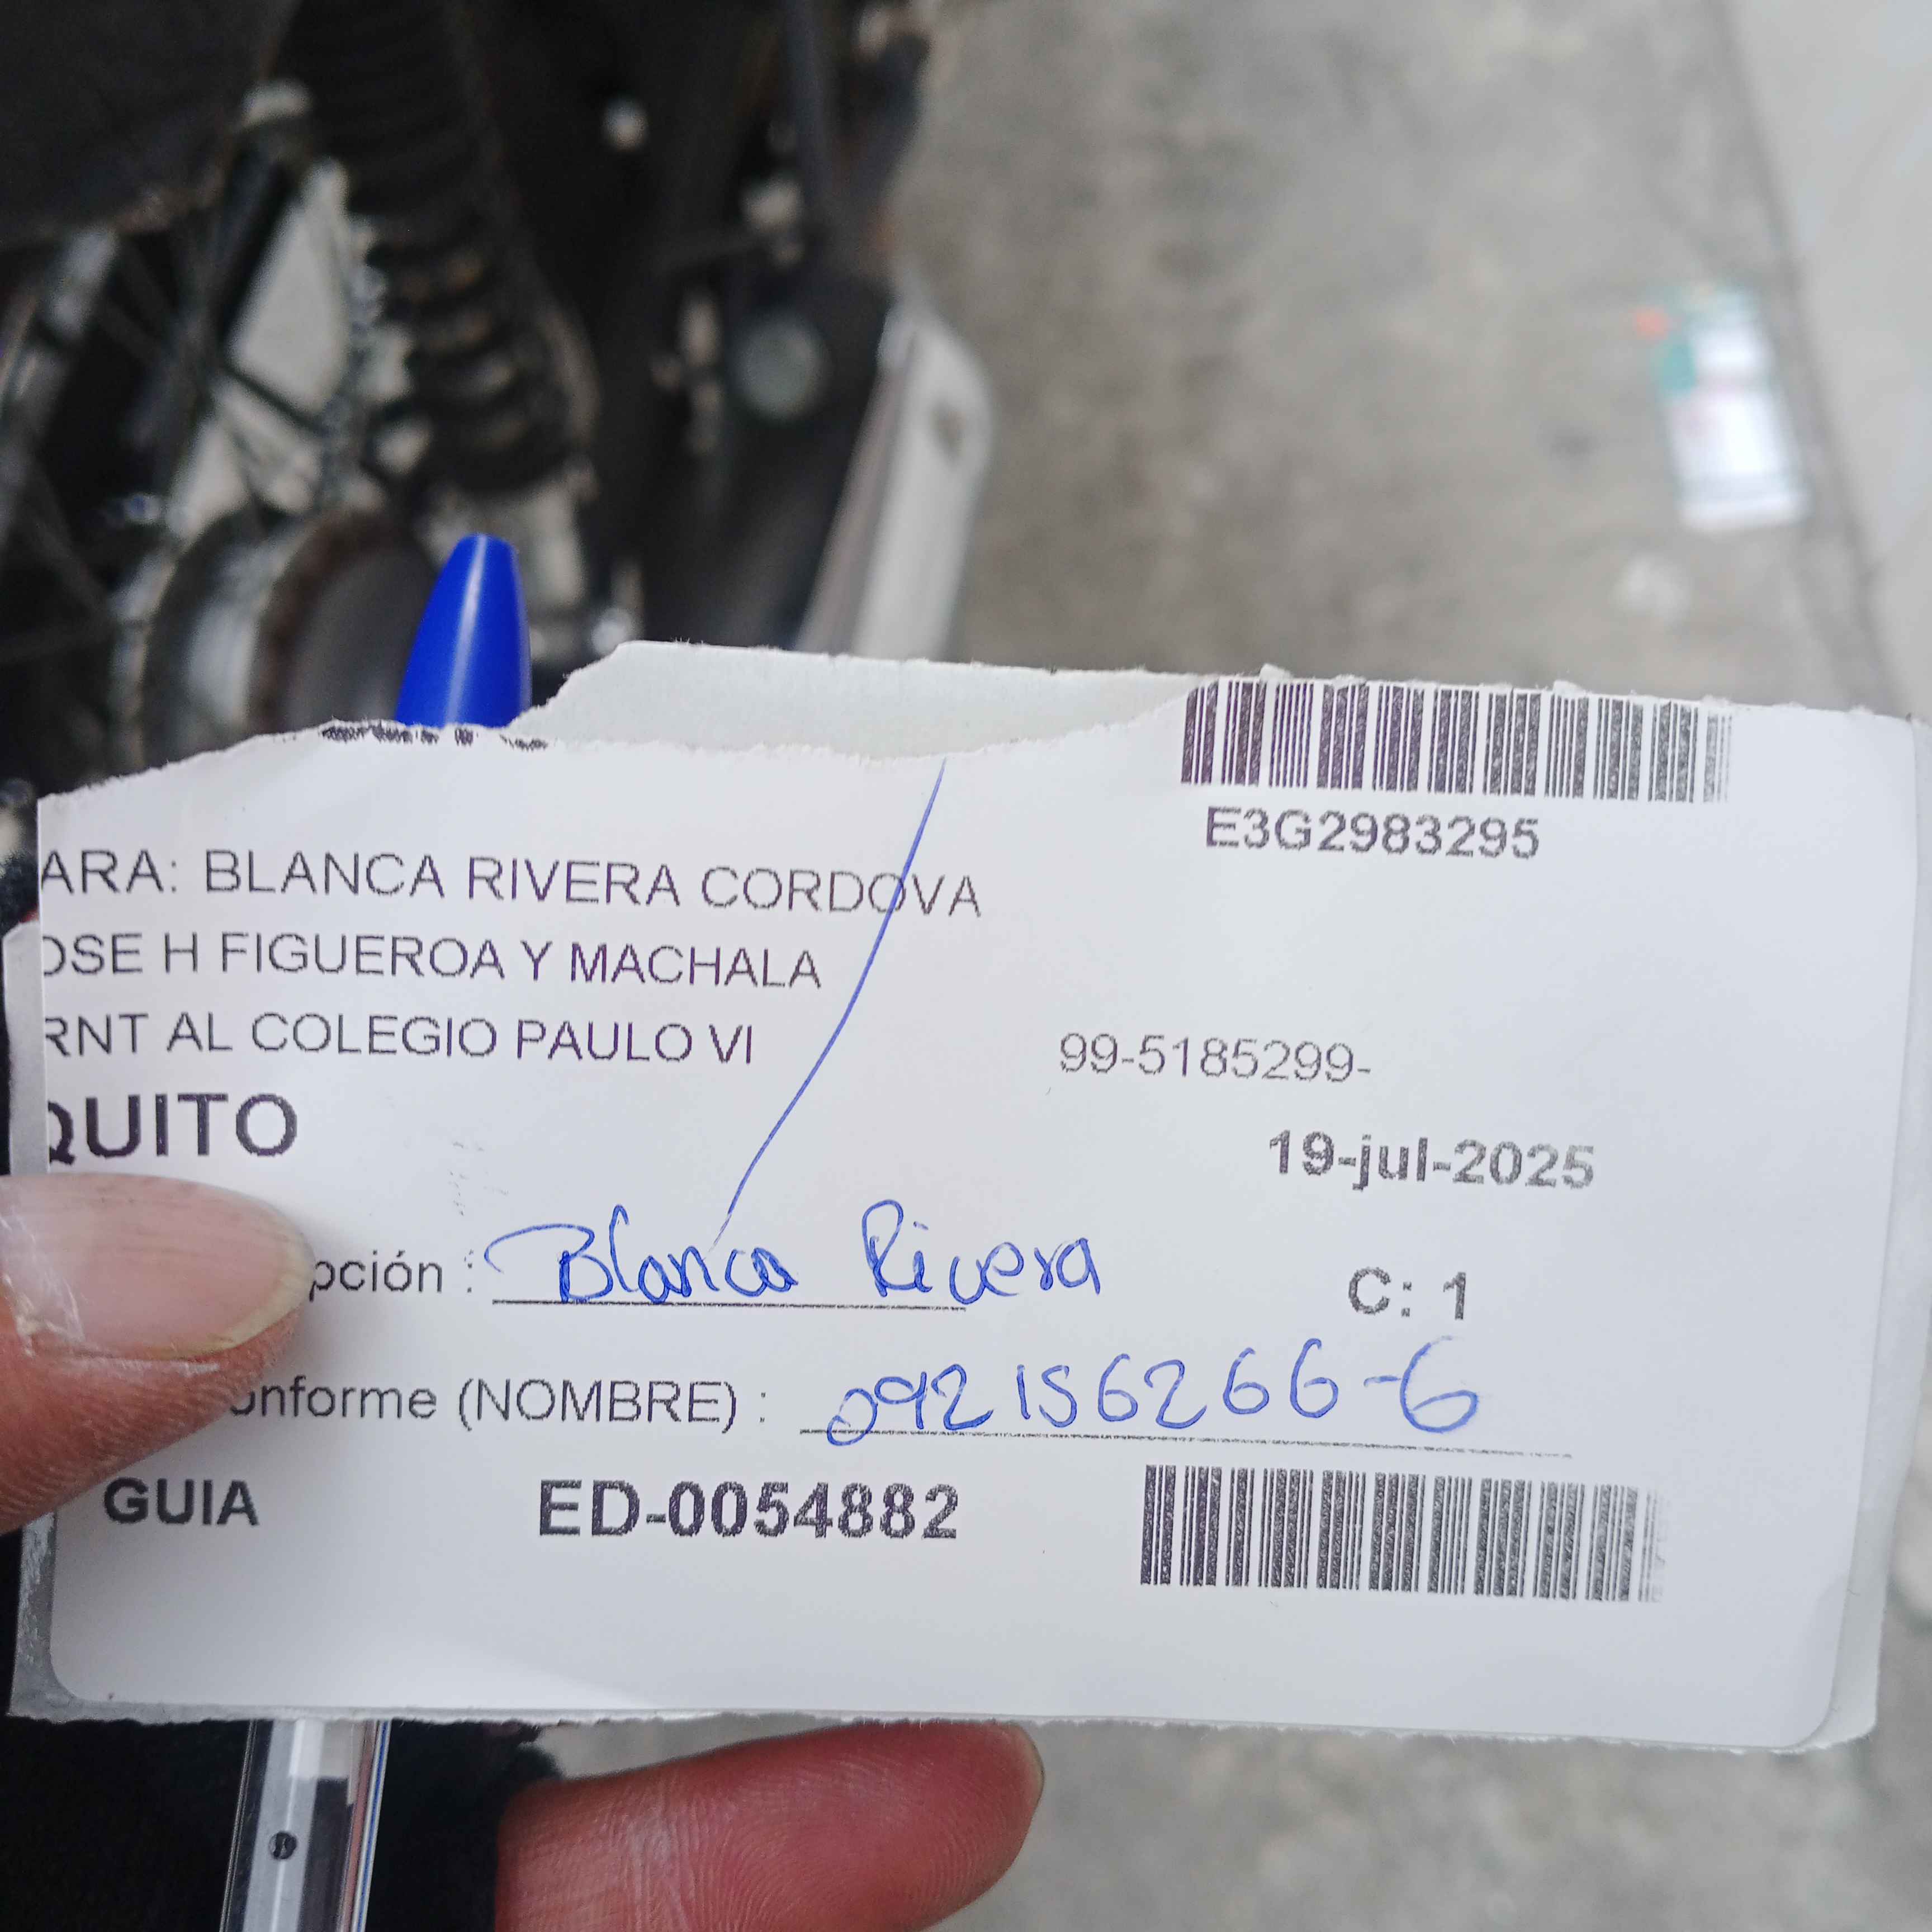 E3G2983295
ARA: BLANCA RIVERA CORDOVA
OSE H FIGUEROA Y MACHALA
RNT AL COLEGIO PAULO VI
99-5185299-
QUITO
19-jul-2025
pción : Blanca Rivera
C: 1
onforme (NOMBRE) : 092156266-6
GUIA ED-0054882